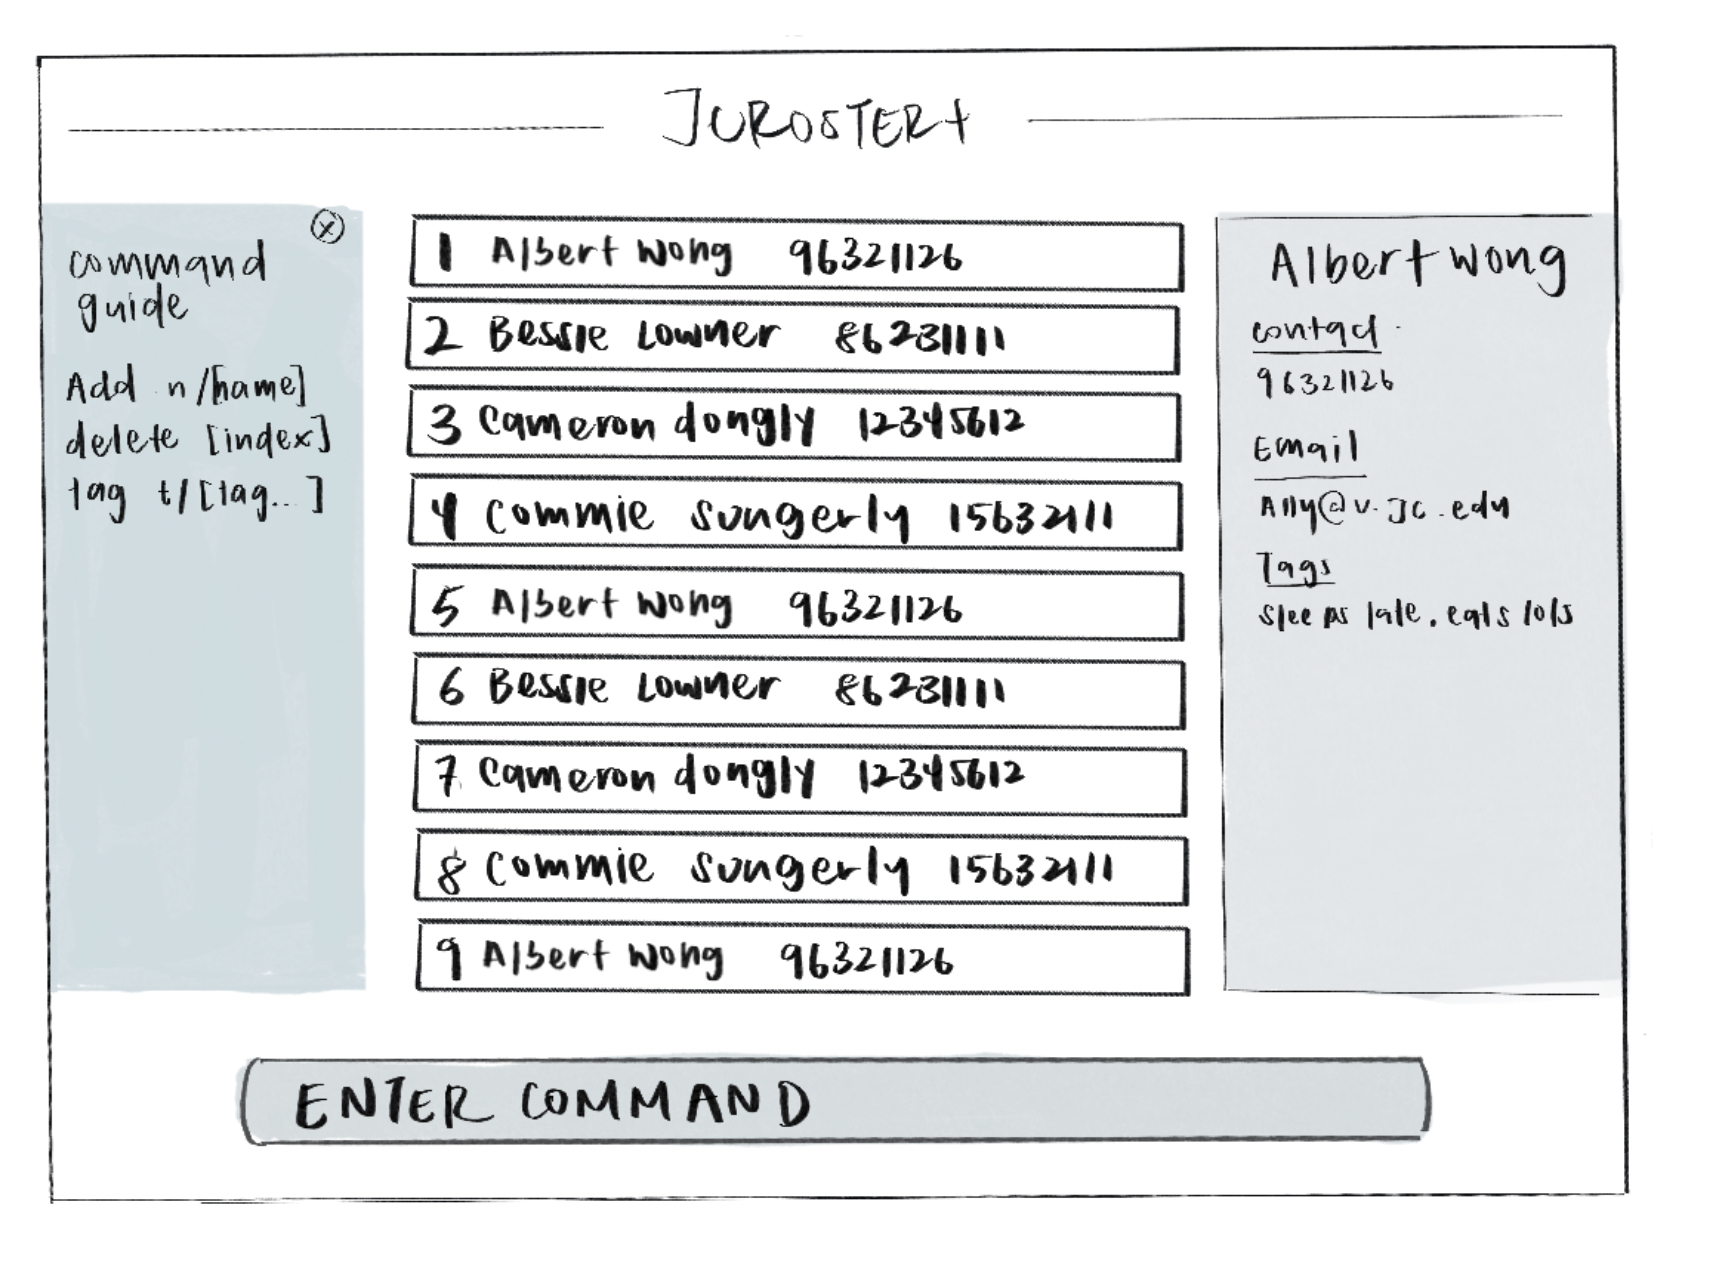 JCROSTER+
command
guide
Add n/[name]
delete [index]
tag t/[tag...]
1 Albert Wong 96321126
2 Bessie Lowner 86231111
3 Cameron dongly 12345612
4 Commie sungerly 15632111
5 Albert Wong 96321126
6 Bessie Lowner 86231111
7 Cameron dongly 12345612
8 Commie sungerly 15632111
9 Albert Wong 96321126
Albert Wong
contact
96321126
Email
Ally@v.jc.edu
Tags
sleeps late. eats lots
ENTER COMMAND